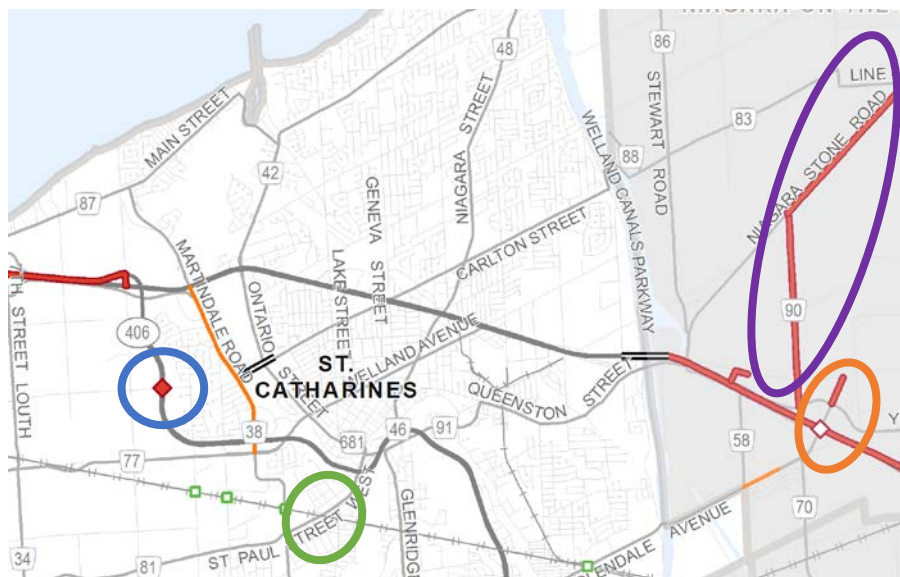 NIAGARA ON THE
48
86
LINE
MAIN STREET
STREET
NIAGARA
STEWART ROAD
83
42
88
WELLAND CANALS PARKWAY
NIAGARA STONE ROAD
87
GENEVA STREET
CARLTON STREET
MARTINDALE ROAD
LAKE STREET
ONTARIO STREET
7TH STREET LOUTH
406
90
WELLAND AVENUE
ST.
CATHARINES
QUEENSTON STREET
38
681
46
91
58
Y
77
TREET WEST
GLENRIDG
70
34
81
ST PAUL
GLENDALE AVENUE